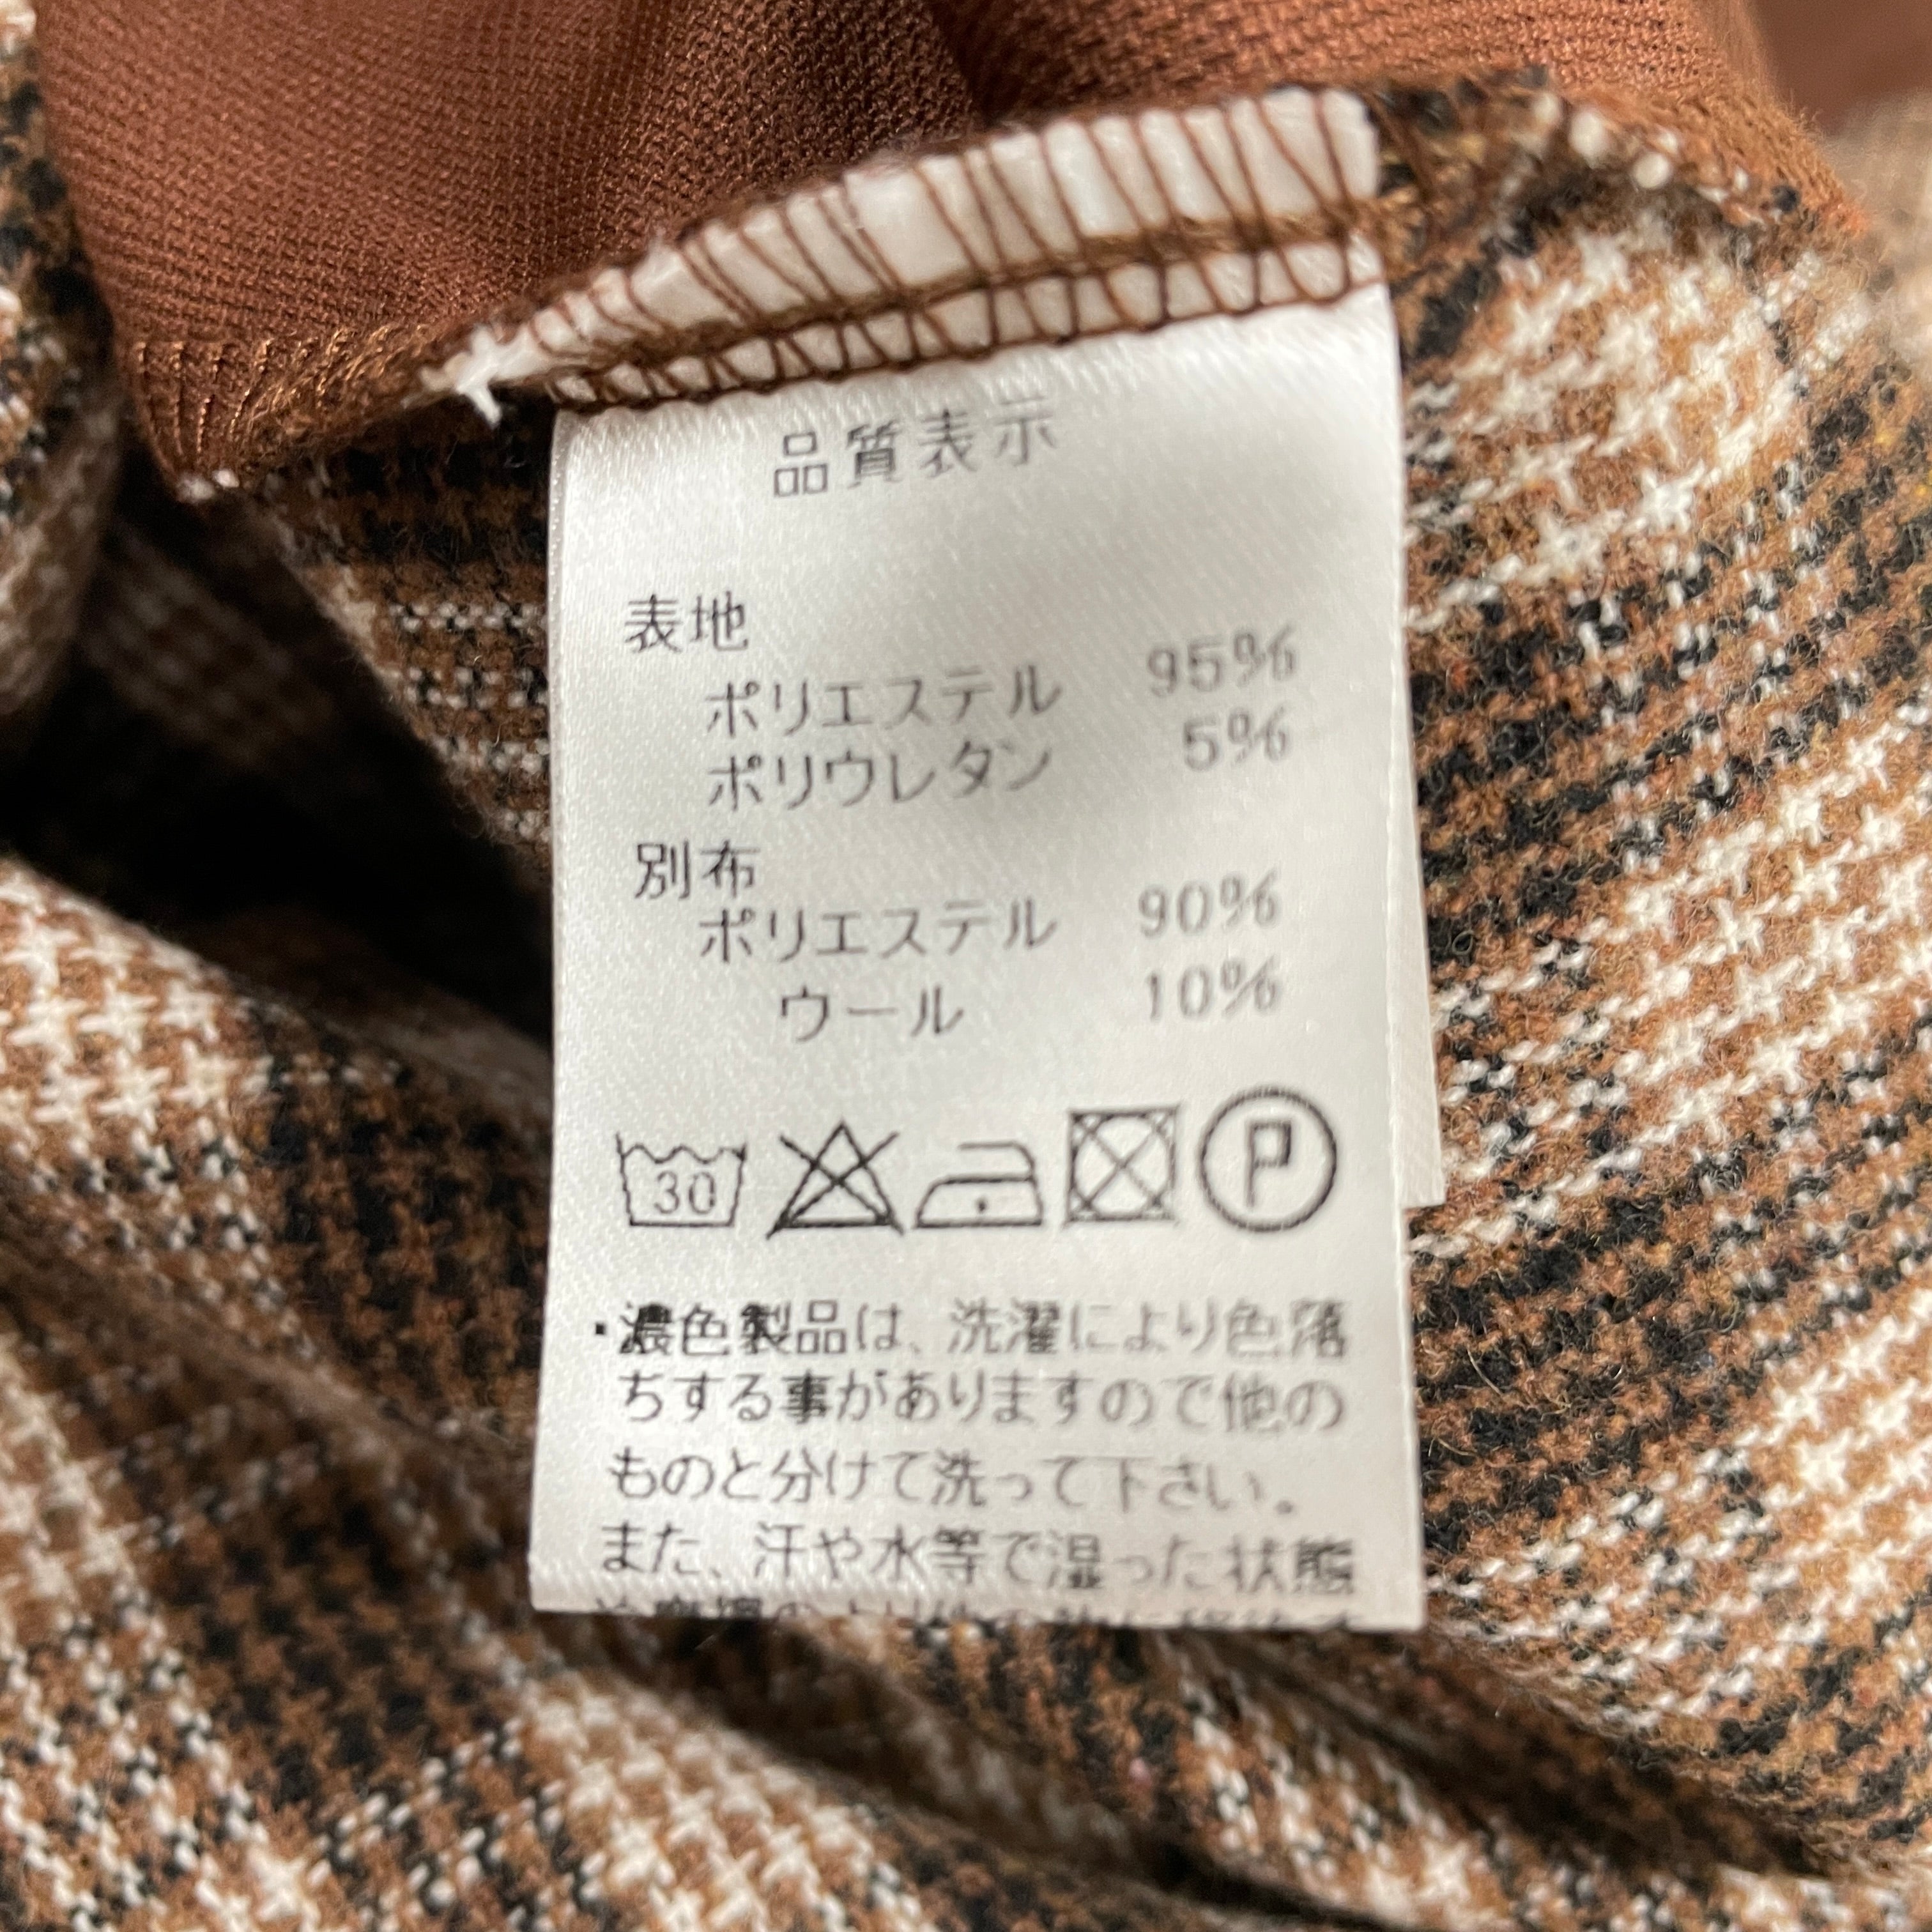 品質表示
表地
ポリエステル 95%
ポリウレタン 5%
別布
ポリエステル 90%
ウール 10%
30
P
・濃色製品は、洗濯により色落
ちする事がありますので他の
ものと分けて洗って下さい。
また、汗や水等で湿った状態